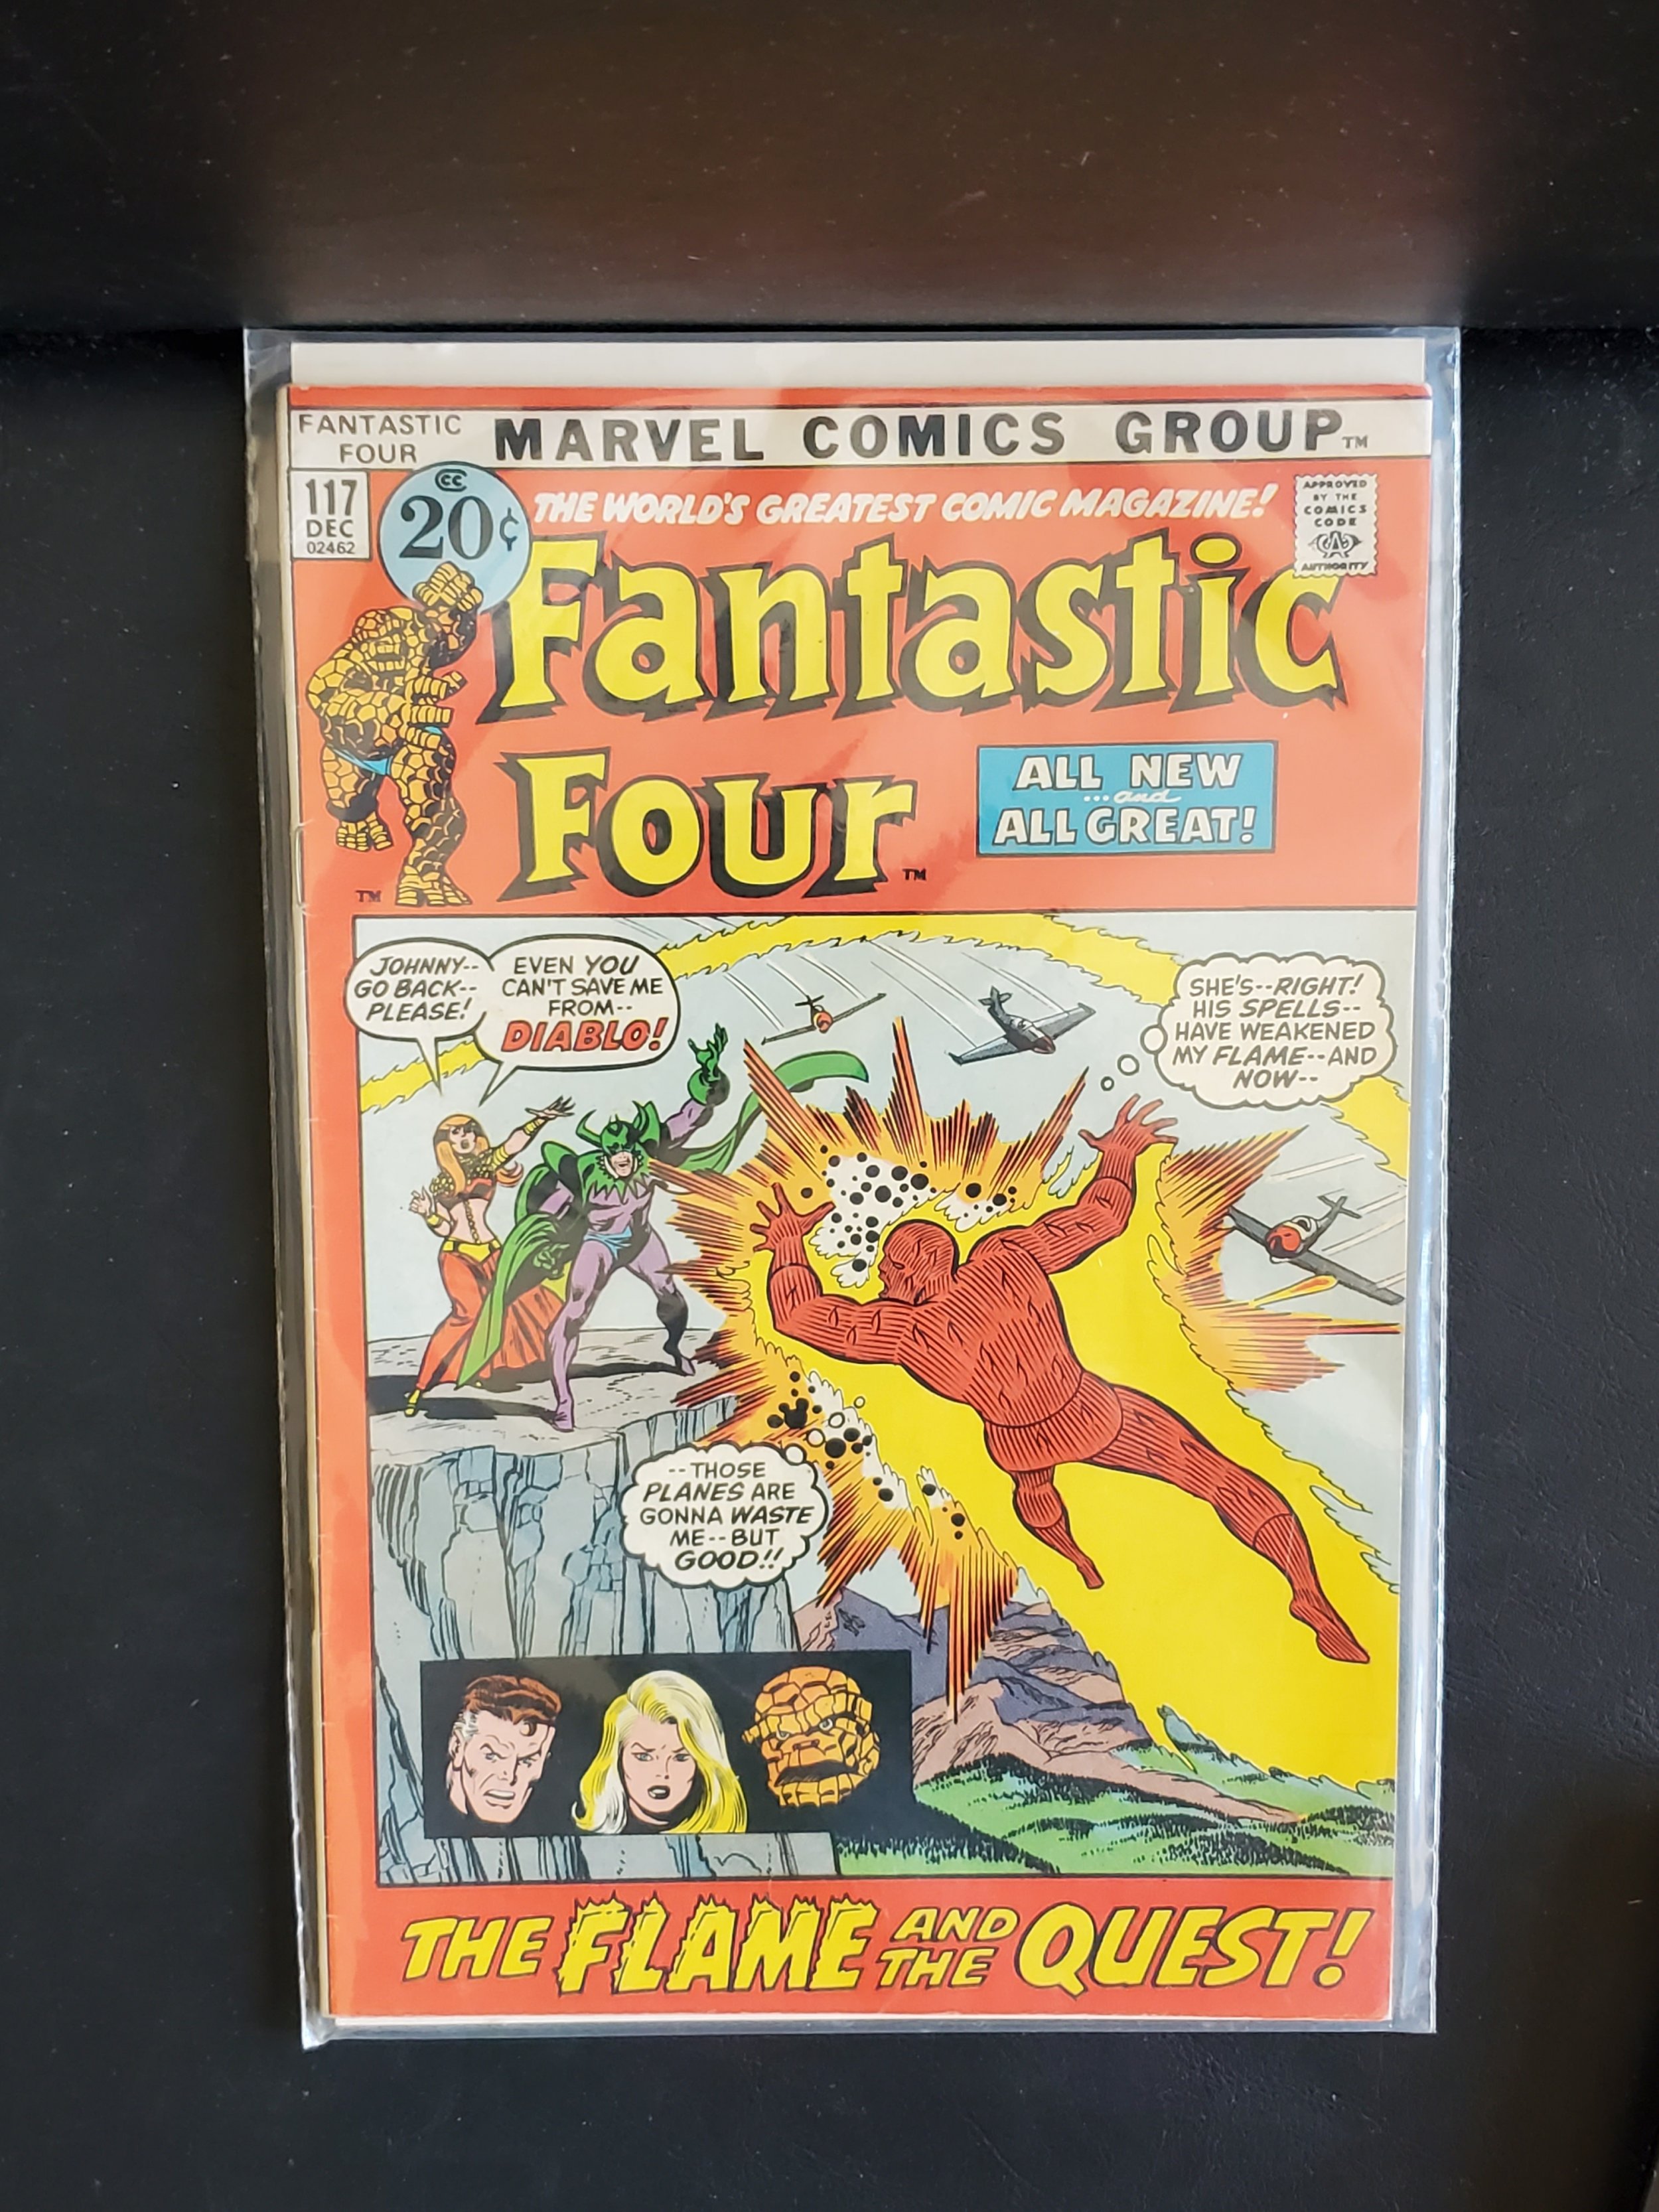 FANTASTIC
FOUR
MARVEL COMICS GROUP™
117
DEC
02462
CC
20¢
THE WORLD'S GREATEST COMIC MAGAZINE!
APPROVED
BY THE
COMICS
CODE
CA
AUTHORITY
Fantastic
Four™
ALL NEW
...and
ALL GREAT!
TM
JOHNNY--
GO BACK--
PLEASE!
EVEN YOU
CAN'T SAVE ME
FROM--
DIABLO!
SHE'S--RIGHT!
HIS SPELLS--
HAVE WEAKENED
MY FLAME--AND
NOW--
--THOSE
PLANES ARE
GONNA WASTE
ME--BUT
GOOD!!
THE FLAME AND THE QUEST!